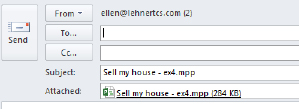 From
ellen@lehnertcs.com (2)
To...
Send
Cc...
Subject: Sell my house - ex4.mpp
Attached: Sell my house - ex4.mpp (284 KB)